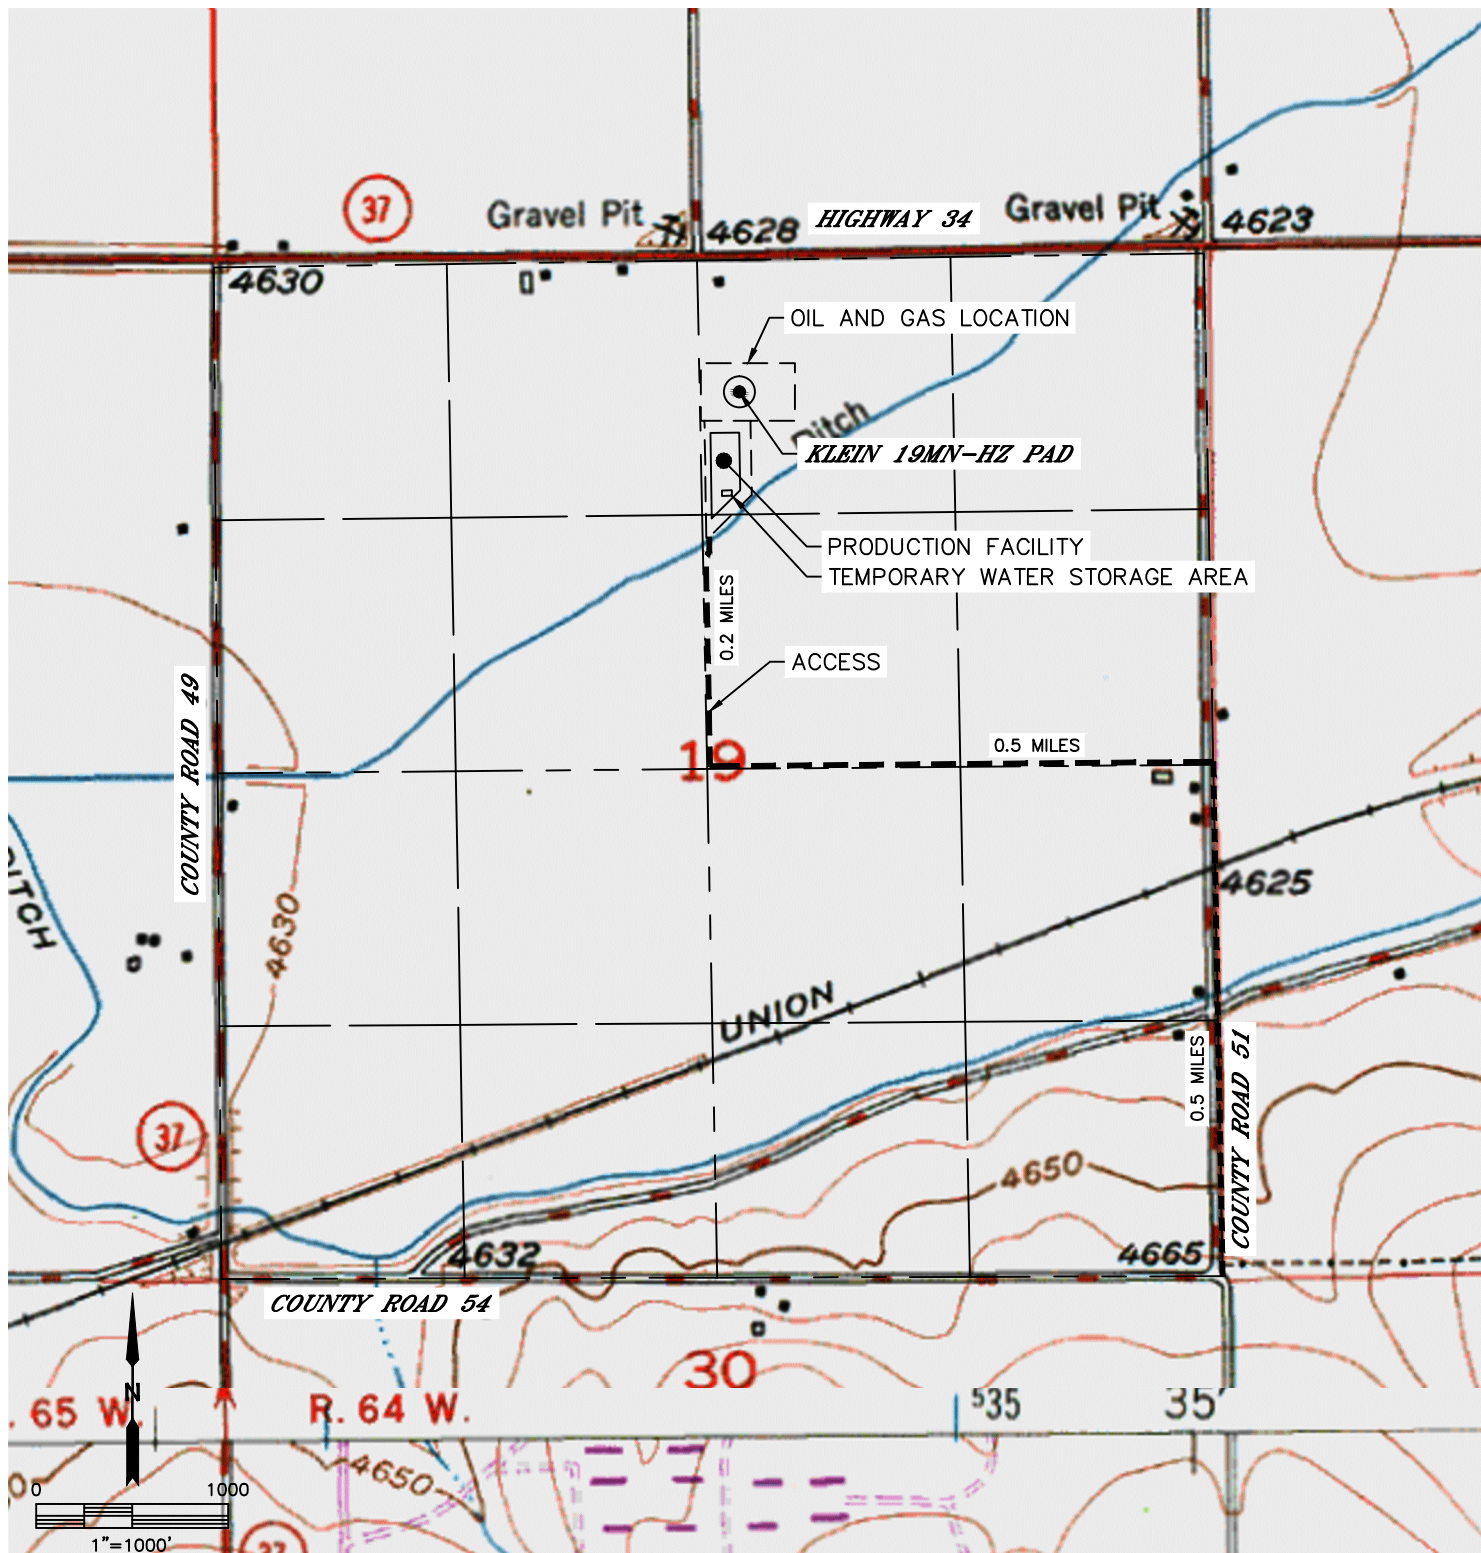 37
Gravel Pit
4628
HIGHWAY 34
Gravel Pit
4623
4630
OIL AND GAS LOCATION
Ditch
KLEIN 19MN-HZ PAD
PRODUCTION FACILITY
TEMPORARY WATER STORAGE AREA
0.2 MILES
ACCESS
COUNTY ROAD 49
19
0.5 MILES
DITCH
4630
4625
UNION
0.5 MILES
COUNTY ROAD 51
37
4650
4632
4665
COUNTY ROAD 54
30
N
. 65 W.
R. 64 W.
535
35'
4650
0
1000
1"=1000'
37